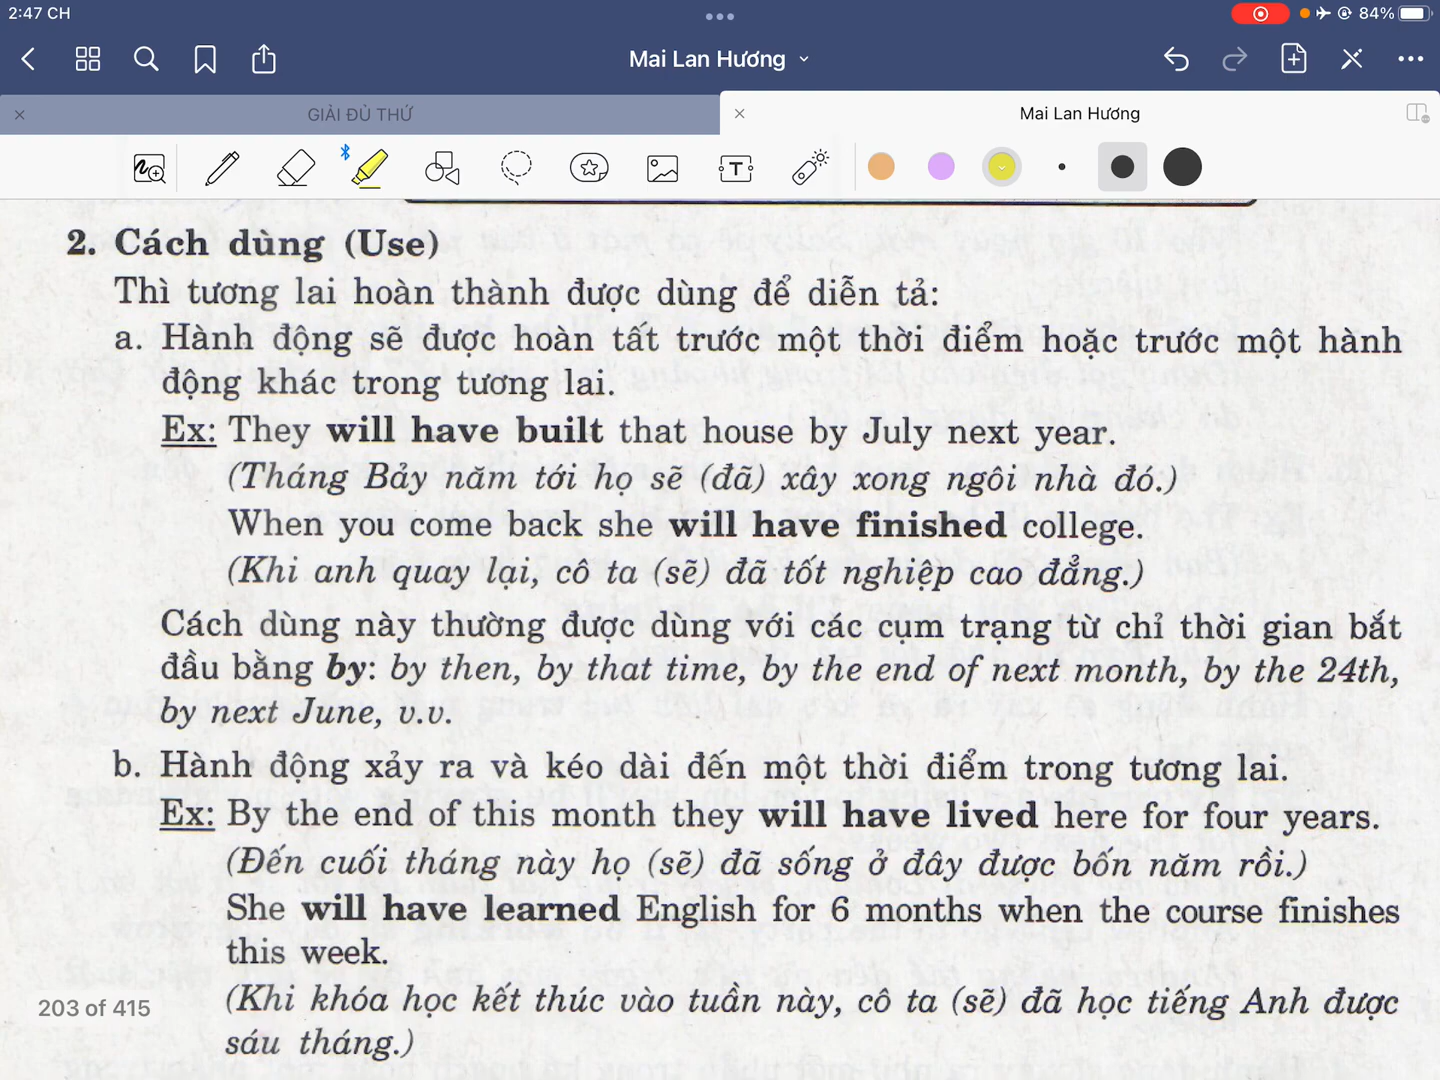 2:47 CH
84%
Mai Lan Hương
GIẢI ĐÙ THỨ
Mai Lan Hương
2. Cách dùng (Use)
Thì tương lai hoàn thành được dùng để diễn tả:
a. Hành động sẽ được hoàn tất trước một thời điểm hoặc trước một hành
động khác trong tương lai.
Ex: They will have built that house by July next year.
(Tháng Bảy năm tới họ sẽ (đã) xây xong ngôi nhà đó.)
When you come back she will have finished college.
(Khi anh quay lại, cô ta (sẽ) đã tốt nghiệp cao đẳng.)
Cách dùng này thường được dùng với các cụm trạng từ chỉ thời gian bắt
đầu bằng by: by then, by that time, by the end of next month, by the 24th,
by next June, v.v.
b. Hành động xảy ra và kéo dài đến một thời điểm trong tương lai.
Ex: By the end of this month they will have lived here for four years.
(Đến cuối tháng này họ (sẽ) đã sống ở đây được bốn năm rồi.)
She will have learned English for 6 months when the course finishes
this week.
(Khi khóa học kết thúc vào tuần này, cô ta (sẽ) đã học tiếng Anh được
203 of 415
sáu tháng.)